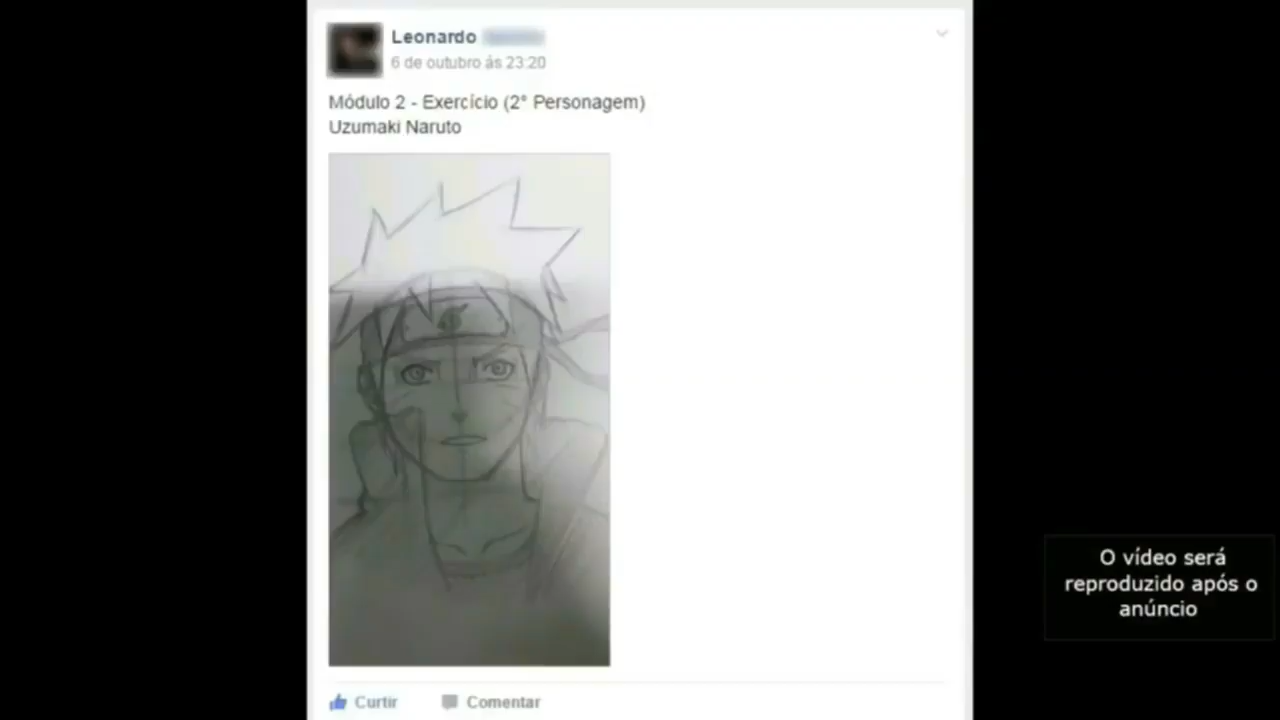 Leonardo
6 de outubro ás 23:20
Módulo 2 - Exercício (2° Personagem)
Uzumaki Naruto
O vídeo será
reproduzido após o
anúncio
Curtir
Comentar